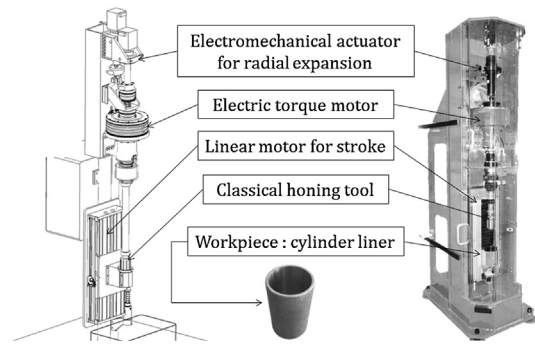 Electromechanical actuator
for radial expansion
Electric torque motor
Linear motor for stroke
Classical honing tool
Workpiece : cylinder liner